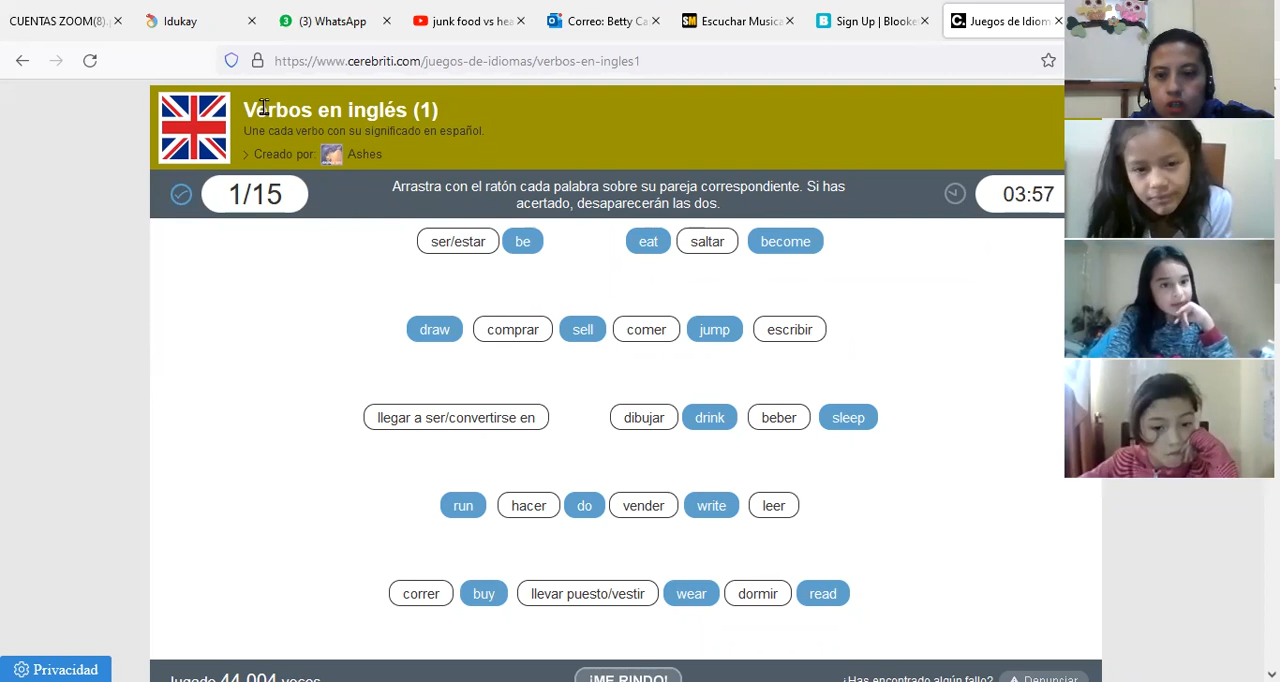 CUENTAS ZOOM(8).
Idukay
(3) WhatsApp
junk food vs hea
Correo: Betty Ca
Escuchar Musica
Sign Up | Blooke
Juegos de Idiom
https://www.cerebriti.com/juegos-de-idiomas/verbos-en-ingles1
Verbos en inglés (1)
Une cada verbo con su significado en español.
> Creado por: Ashes
1/15
Arrastra con el ratón cada palabra sobre su pareja correspondiente. Si has
acertado, desaparecerán las dos.
03:57
ser/estar be eat saltar become
draw comprar sell comer jump escribir
llegar a ser/convertirse en dibujar drink beber sleep
run hacer do vender write leer
correr buy llevar puesto/vestir wear dormir read
Privacidad
Jugado 44.004 veces
¡ME RINDO!
¿Has encontrado algún fallo?
Denunciar